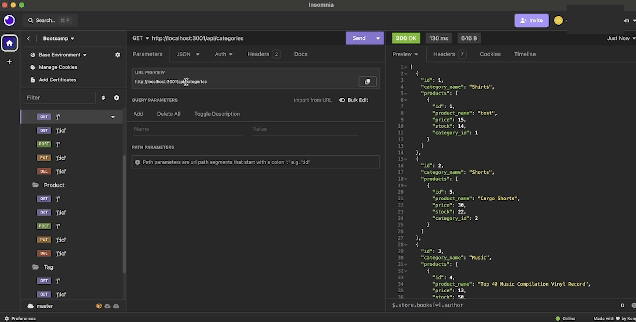 Insomnia
Search..
Invite
Bootcamp
GET http://localhost:3001/api/categories
Send
200 OK
130 ms
646 B
Just Now
Base Environment
Manage Cookies
Add Certificates
Parameters JSON Auth Headers 2 Docs
Preview Headers 7 Cookies Timeline
URL PREVIEW
http://localhost:3001/api/categories
Filter
QUERY PARAMETERS
Import from URL Bulk Edit
Add Delete All Toggle Description
Name Value
PATH PARAMETERS
Path parameters are url path segments that start with a colon ':' e.g. ':id'
GET
GET
POST
PUT
DEL
Product
GET
GET
POST
PUT
DEL
Tag
GET
GET
master
Preferences
1 [
2 {
3 "id": 1,
4 "category_name": "Shirts",
5 "products": [
6 {
7 "id": 1,
8 "product_name": "test",
9 "price": 15,
10 "stock": 14,
11 "category_id": 1
12 }
13 ]
14 },
15 {
16 "id": 2,
17 "category_name": "Shorts",
18 "products": [
19 {
20 "id": 5,
21 "product_name": "Cargo Shorts",
22 "price": 30,
23 "stock": 22,
24 "category_id": 2
25 }
26 ]
27 },
28 {
29 "id": 3,
30 "category_name": "Music",
31 "products": [
32 {
33 "id": 4,
34 "product_name": "Top 40 Music Compilation Vinyl Record",
35 "price": 13,
36 "stock": 50,
$.store.books[*].author
Online
Made with ♥ by Kong